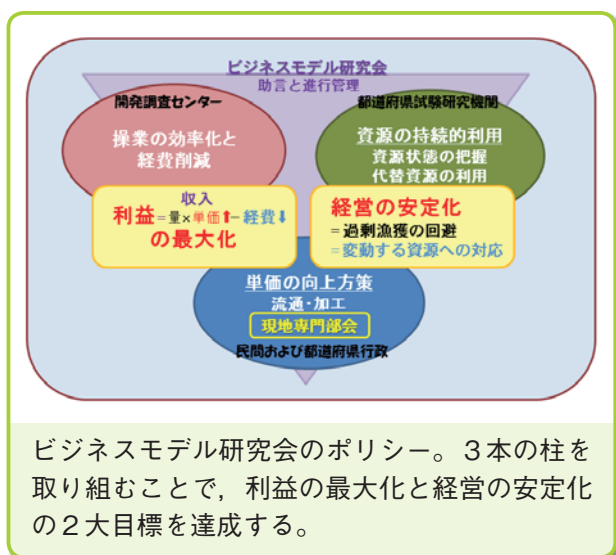 ビジネスモデル研究会
助言と進行管理
開発調査センター
操業の効率化と
経費削減
都道府県試験研究機関
資源の持続的利用
資源状態の把握
代替資源の利用
収入
利益=量×単価⬆−経費⬇
の最大化
経営の安定化
=過剰漁獲の回避
=変動する資源への対応
単価の向上方策
流通・加工
現地専門部会
民間および都道府県行政
ビジネスモデル研究会のポリシー。３本の柱を
取り組むことで，利益の最大化と経営の安定化
の２大目標を達成する。